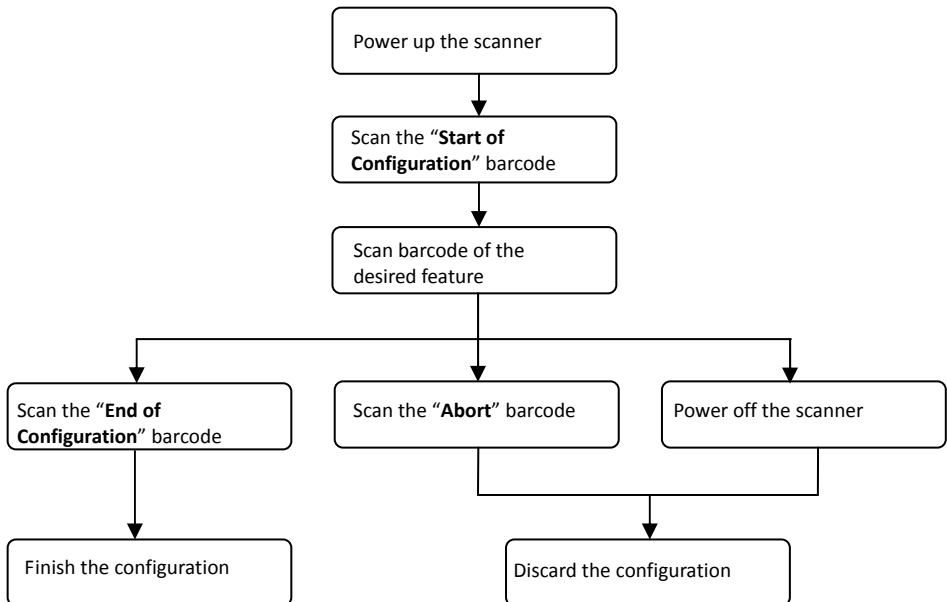 Power up the scanner
Scan the “Start of
Configuration” barcode
Scan barcode of the
desired feature
Scan the “End of
Configuration” barcode
Scan the “Abort” barcode
Power off the scanner
Finish the configuration
Discard the configuration